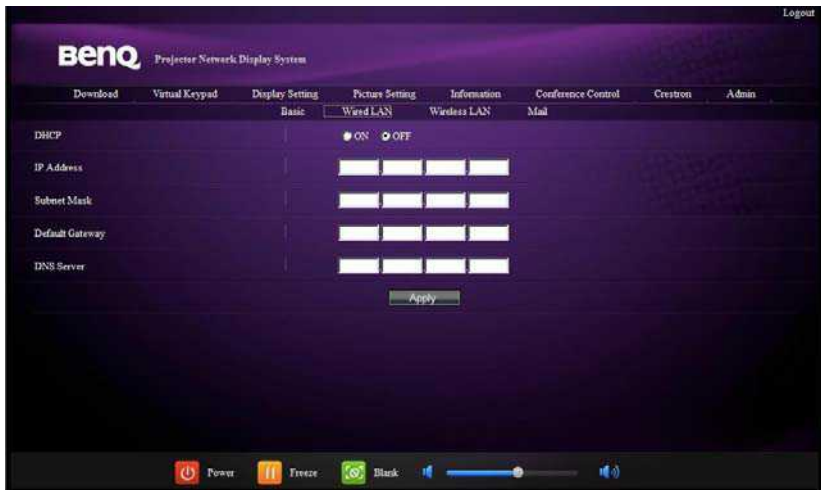 Logout
BenQ Projector Network Display System
Download Virtual Keypad Display Setting Picture Setting Information Conference Control Crestron Admin
Basic Wired LAN Wireless LAN Mail
DHCP ON OFF
IP Address
Subnet Mask
Default Gateway
DNS Server
Apply
Power Freeze Blank